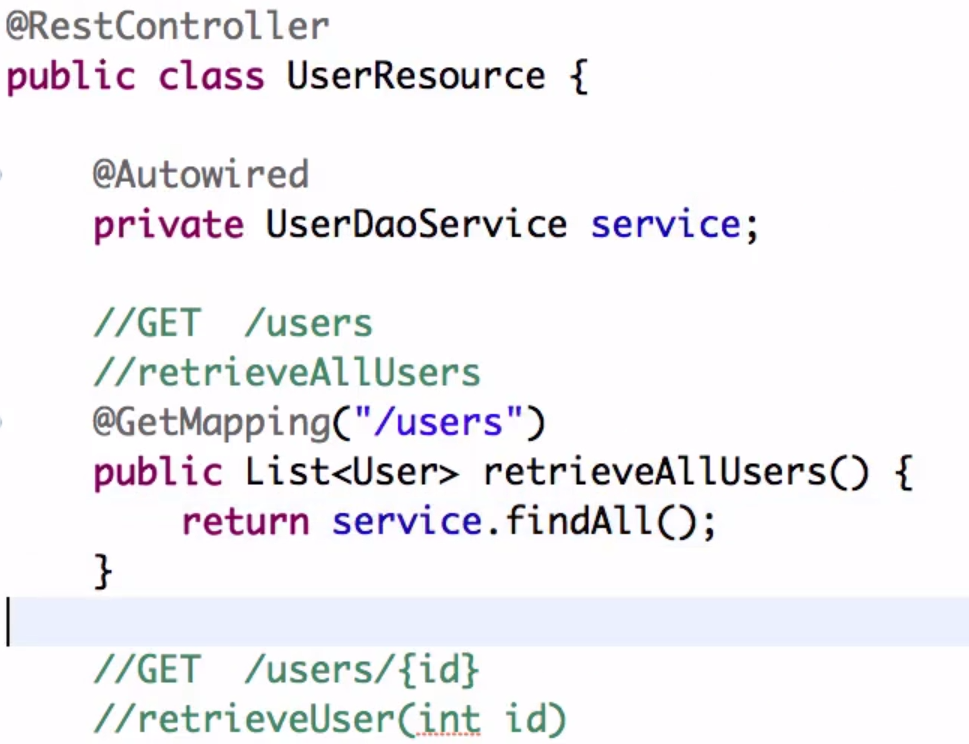 @RestController
public class UserResource {
@Autowired
private UserDaoService service;
//GET  /users
//retrieveAllUsers
@GetMapping("/users")
public List<User> retrieveAllUsers() {
return service.findAll();
}
//GET  /users/{id}
//retrieveUser(int id)